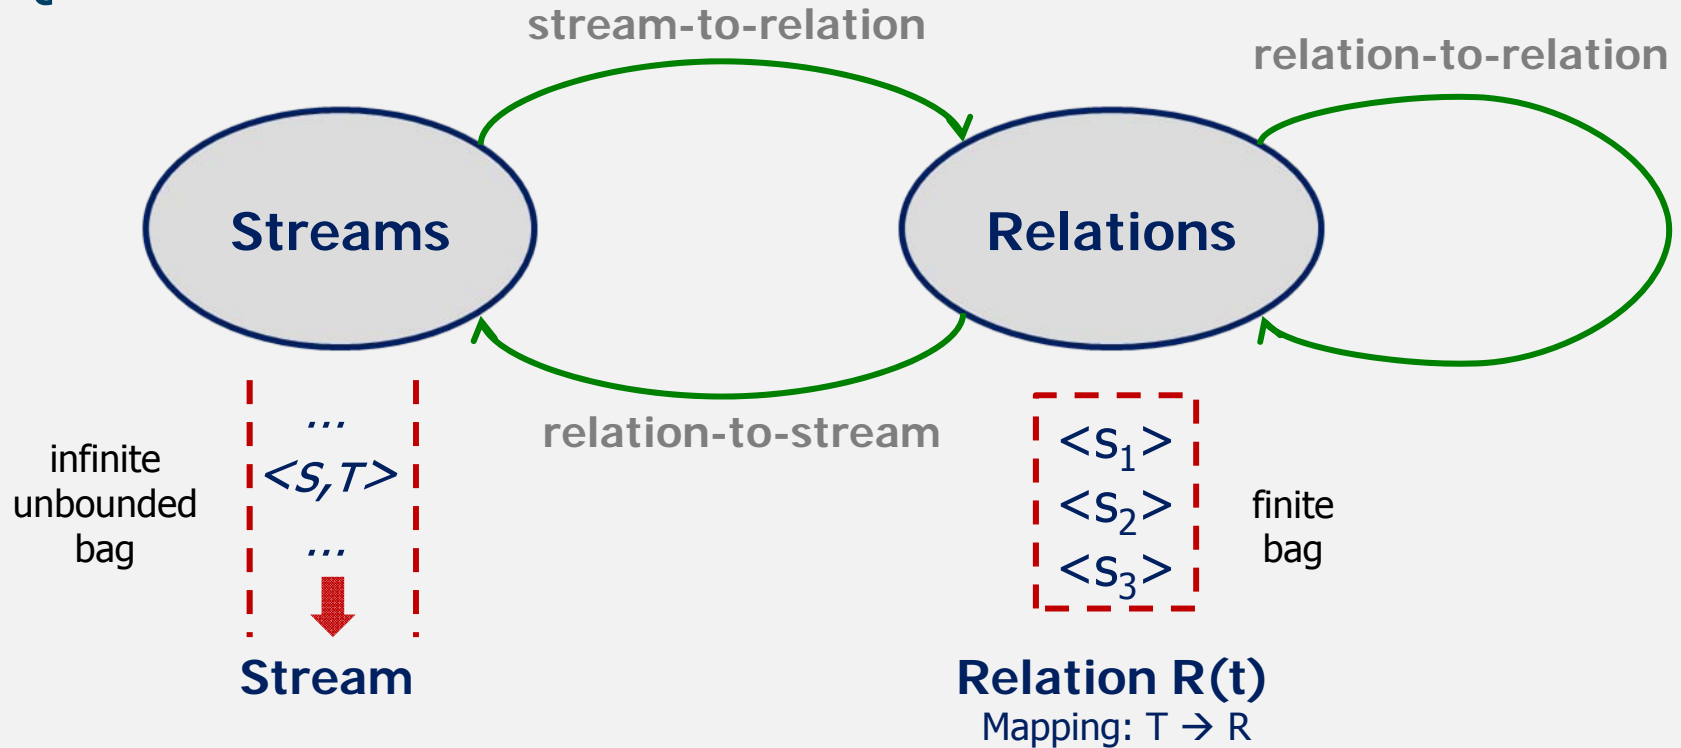 stream-to-relation
relation-to-relation
Streams
Relations
relation-to-stream
infinite
unbounded
bag
...
<s,τ>
...
<s₁>
<s₂>
<s₃>
finite
bag
Stream
Relation R(t)
Mapping: T → R